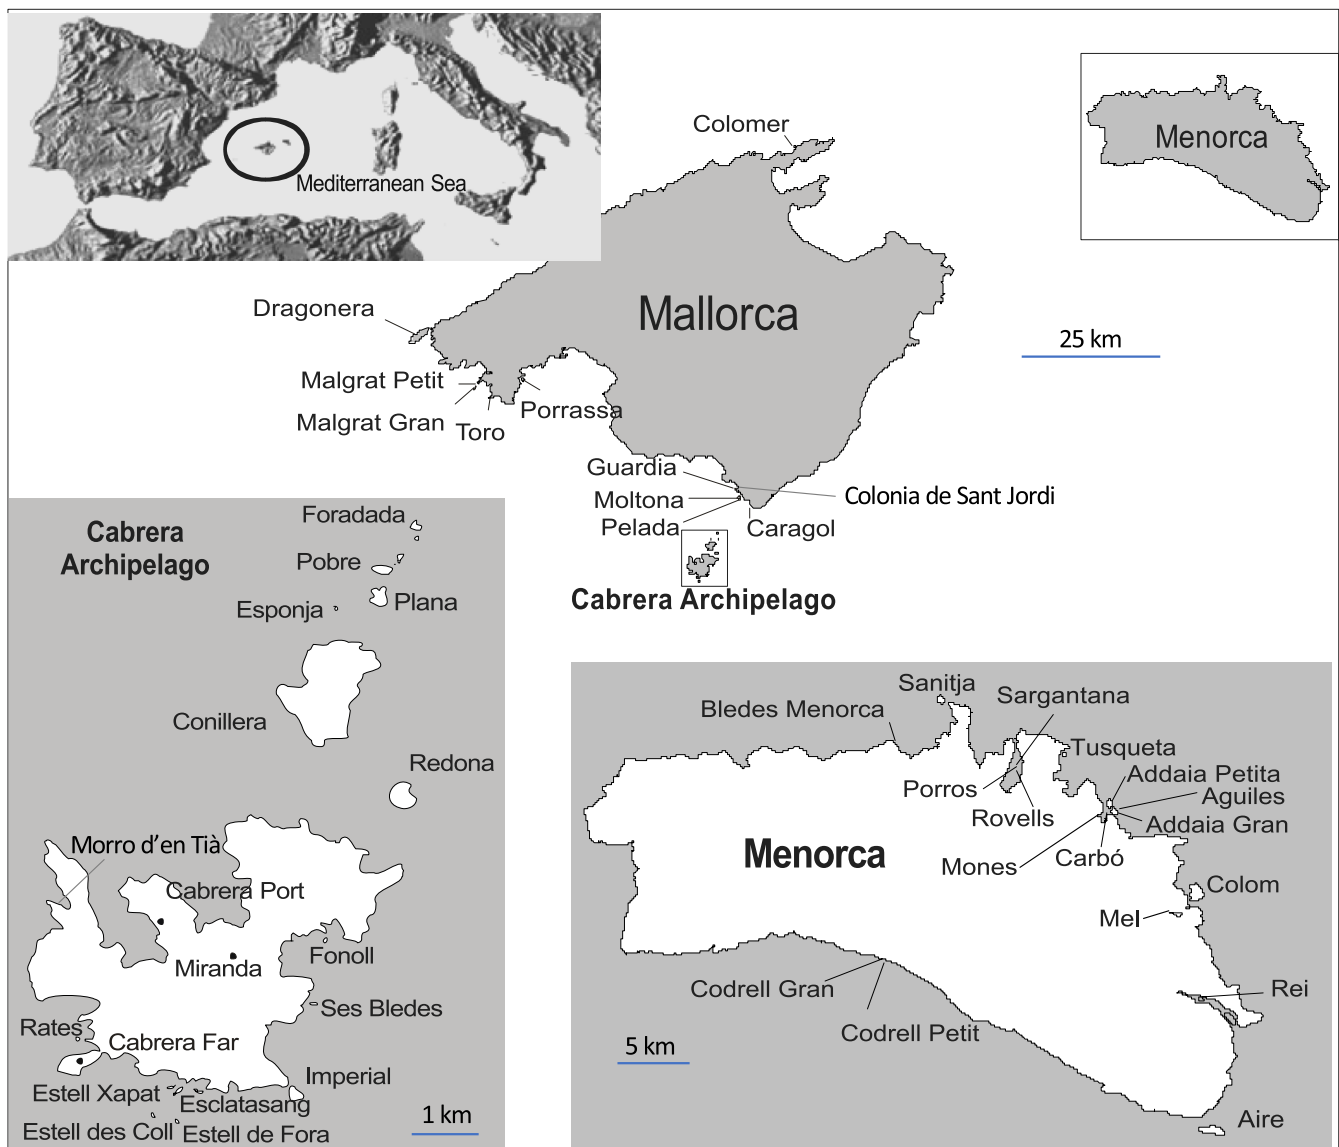 Mediterranean Sea
Colomer
Menorca
Dragonera
Mallorca
25 km
Malgrat Petit
Malgrat Gran
Toro
Porrassa
Guardia
Moltona
Pelada
Colonia de Sant Jordi
Caragol
Cabrera Archipelago
Cabrera
Archipelago
Foradada
Pobre
Esponja
Plana
Conillera
Redona
Morro d'en Tià
Cabrera Port
Miranda
Fonoll
Ses Bledes
Rates
Cabrera Far
Imperial
Estell Xapat
Esclatasang
Estell des Coll
Estell de Fora
1 km
Sanitja
Bledes Menorca
Sargantana
Tusqueta
Addaia Petita
Porros
Aguiles
Rovells
Addaia Gran
Menorca
Mones
Carbó
Colom
Mel
Codrell Gran
Rei
Codrell Petit
5 km
Aire